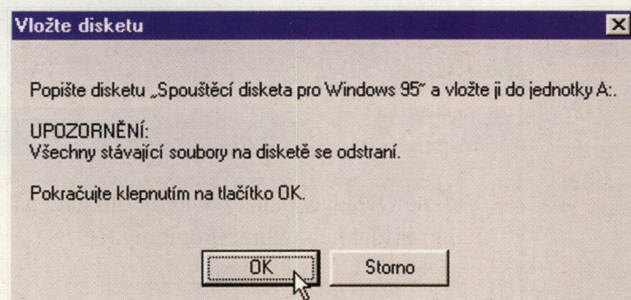 Vložte disketu
Popište disketu „Spouštěcí disketa pro Windows 95“ a vložte ji do jednotky A:.
UPOZORNĚNÍ:
Všechny stávající soubory na disketě se odstraní.
Pokračujte klepnutím na tlačítko OK.
OK
Storno